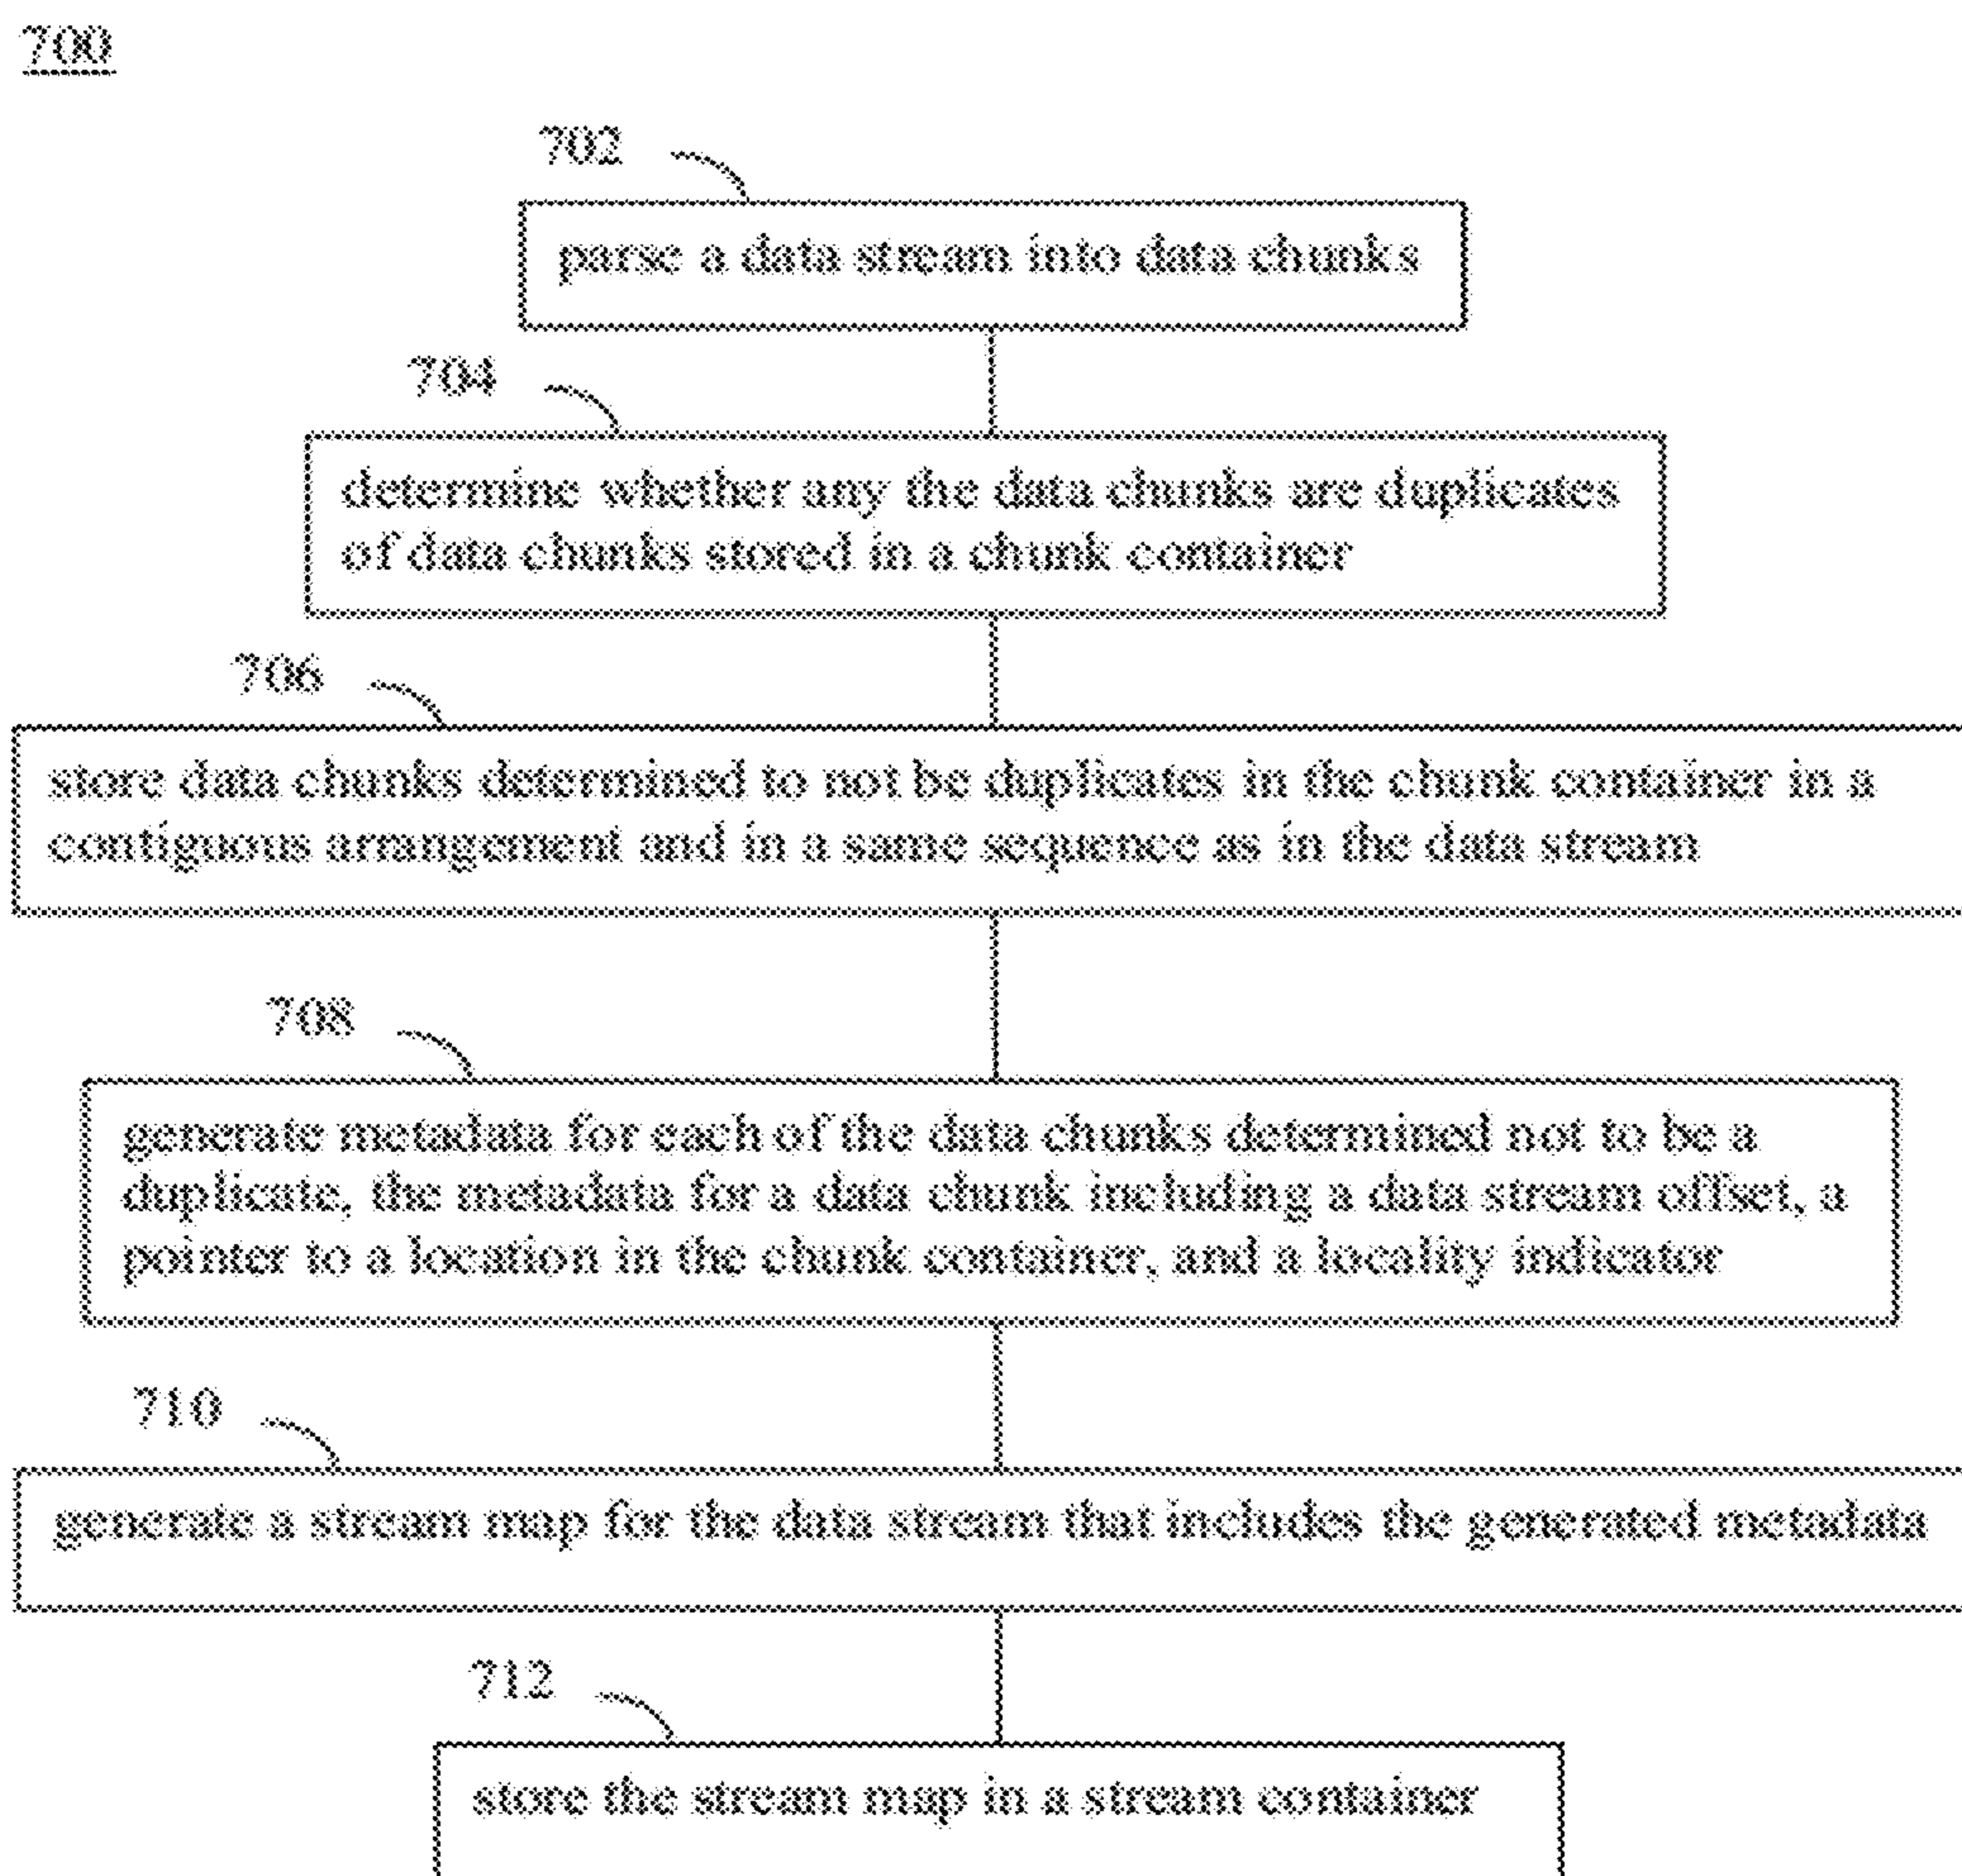 700
702
parse a data stream into data chunks
704
determine whether any the data chunks are duplicates
of data chunks stored in a chunk container
706
store data chunks determined to not be duplicates in the chunk container in a
contiguous arrangement and in a same sequence as in the data stream
708
generate metadata for each of the data chunks determined not to be a
duplicate, the metadata for a data chunk including a data stream offset, a
pointer to a location in the chunk container, and a locality indicator
710
generate a stream map for the data stream that includes the generated metadata
712
store the stream map in a stream container